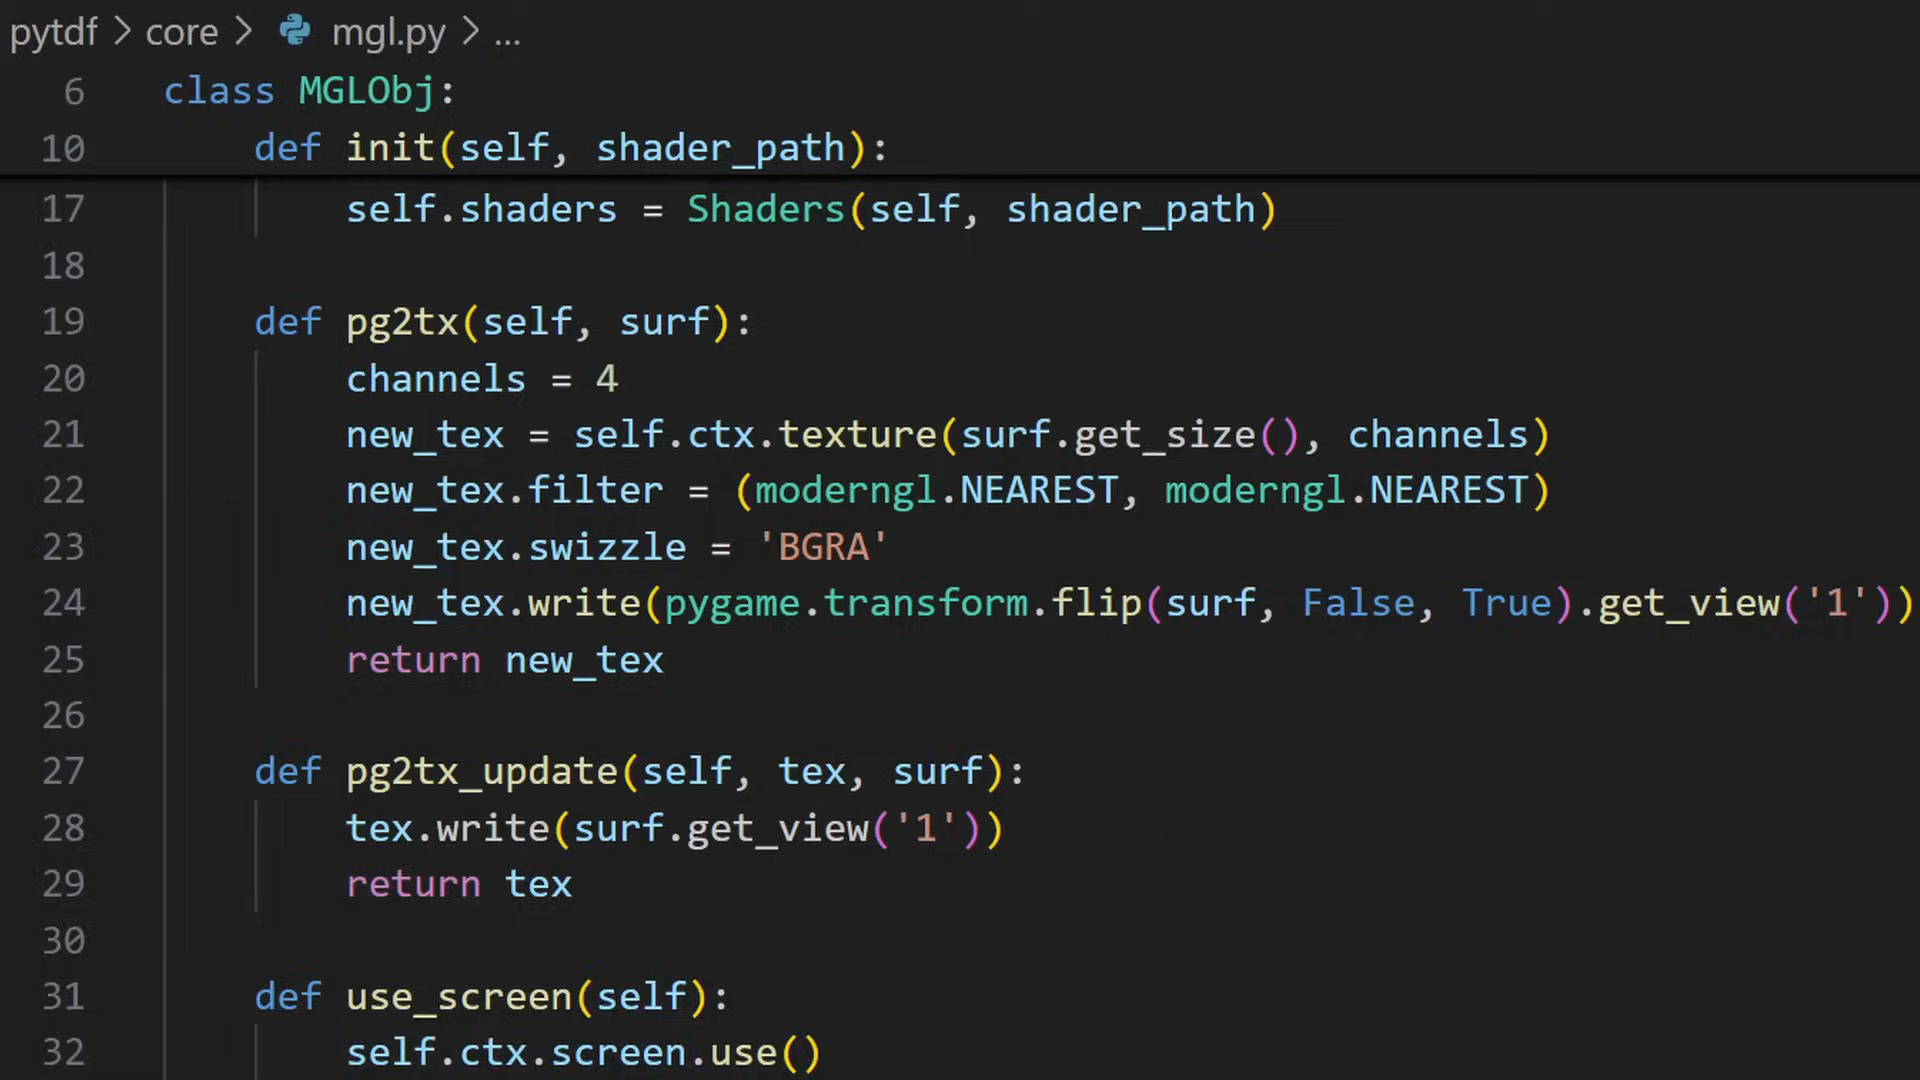 pytdf > core > mgl.py > ...
6 class MGLObj:
10 def init(self, shader_path):
17 self.shaders = Shaders(self, shader_path)
18
19 def pg2tx(self, surf):
20 channels = 4
21 new_tex = self.ctx.texture(surf.get_size(), channels)
22 new_tex.filter = (moderngl.NEAREST, moderngl.NEAREST)
23 new_tex.swizzle = 'BGRA'
24 new_tex.write(pygame.transform.flip(surf, False, True).get_view('1'))
25 return new_tex
26
27 def pg2tx_update(self, tex, surf):
28 tex.write(surf.get_view('1'))
29 return tex
30
31 def use_screen(self):
32 self.ctx.screen.use()